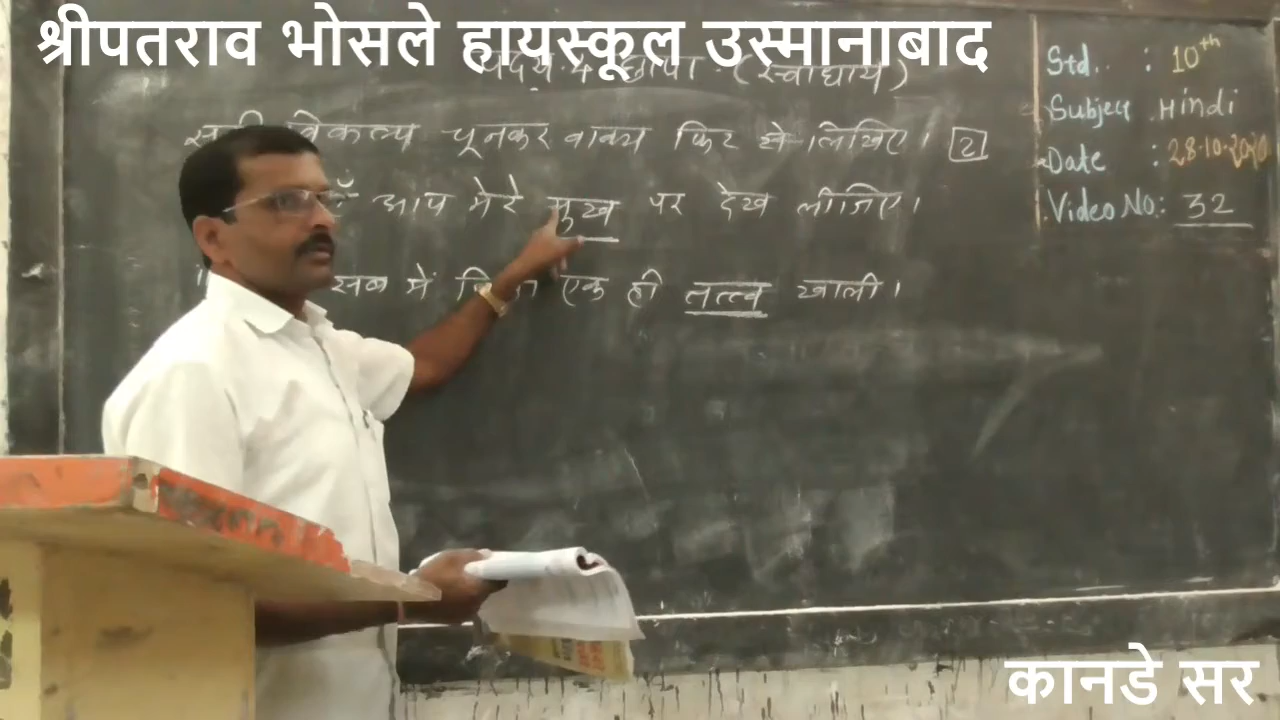 श्रीपतराव भोसले हायस्कूल उस्मानाबाद
छापा (स्वाध्याय)
Std. : 10th
Subject Hindi
Date : 28.10.2020
Video No.: 32
विकल्प चूनकर वाक्य फिर से लिखिए। [2]
आप मेरे मुख पर देख लीजिए।
सब में एक ही तत्त्व खाली।
कानडे सर